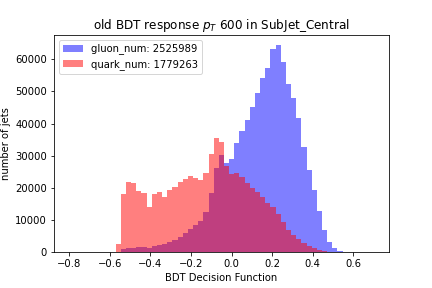 old BDT response pT 600 in SubJet_Central
gluon_num: 2525989
quark_num: 1779263
number of jets
60000
50000
40000
30000
20000
10000
0
−0.8 −0.6 −0.4 −0.2 0.0 0.2 0.4 0.6
BDT Decision Function